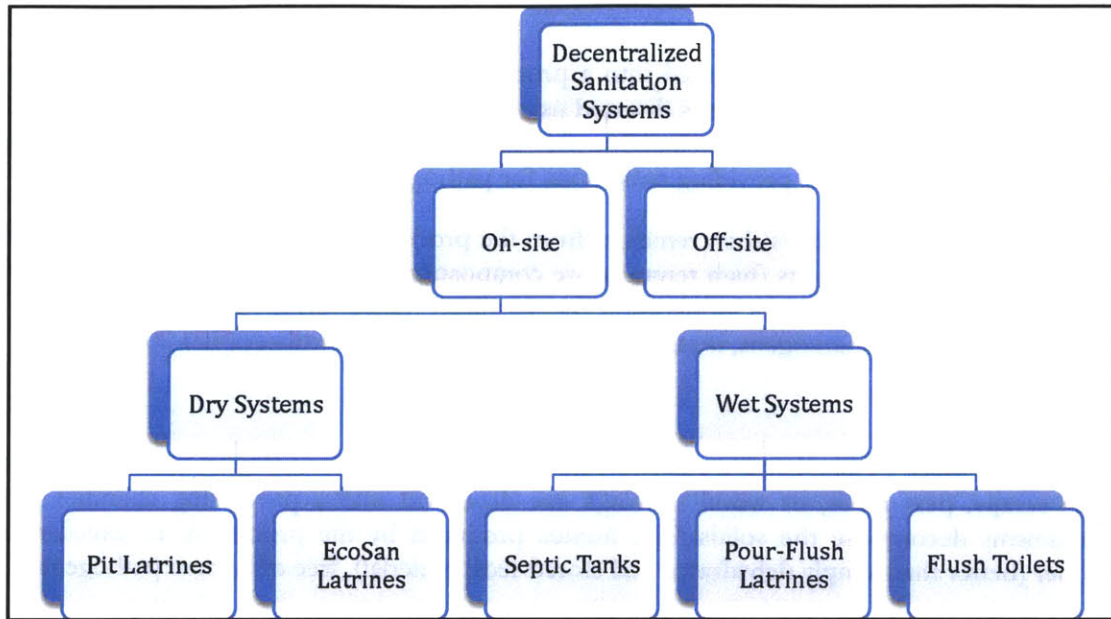 Decentralized
Sanitation
Systems
On-site
Off-site
Dry Systems
Wet Systems
Pit Latrines
EcoSan
Latrines
Septic Tanks
Pour-Flush
Latrines
Flush Toilets